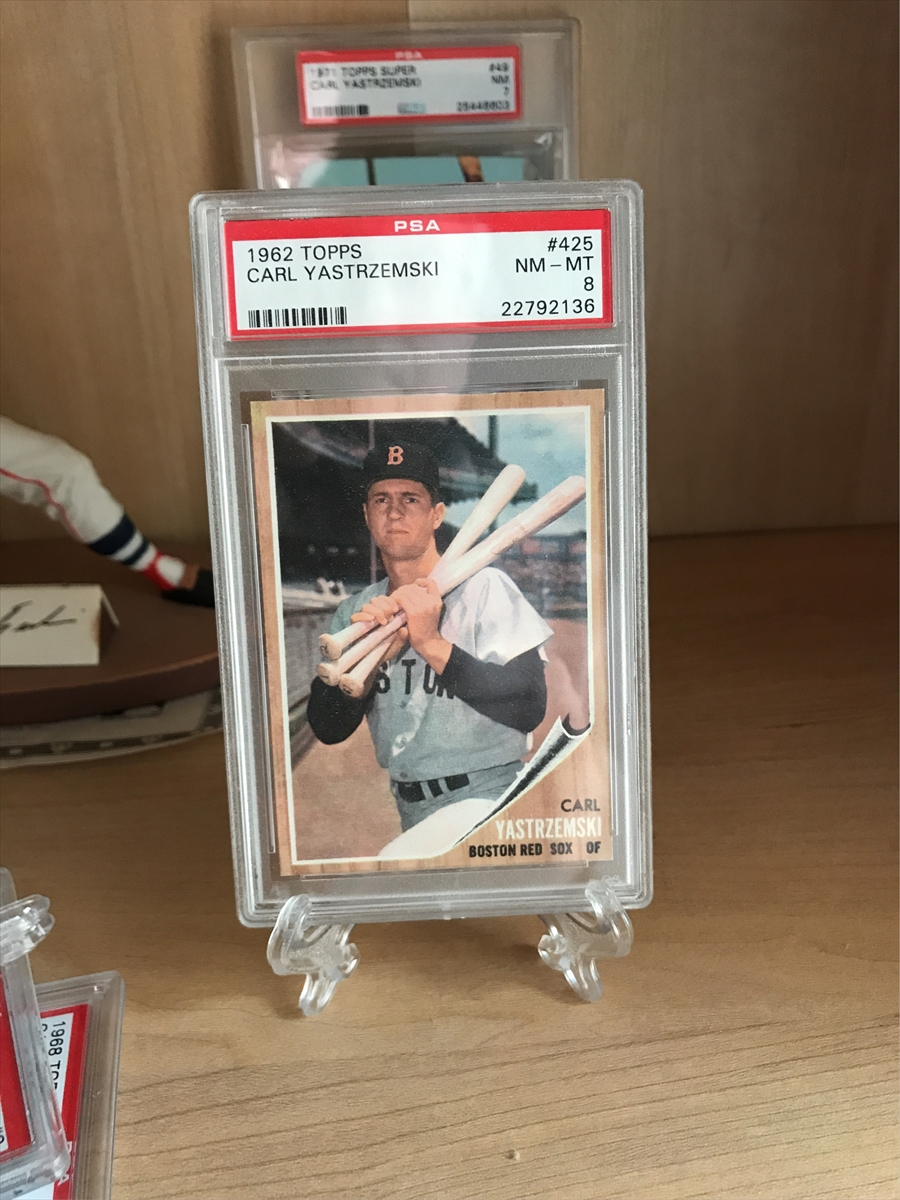 PSA
1971 TOPPS SUPER #49
CARL YASTRZEMSKI NM
7
25448803
PSA
1962 TOPPS #425
CARL YASTRZEMSKI NM-MT
8
22792136
B
STON
CARL
YASTRZEMSKI
BOSTON RED SOX OF
1968